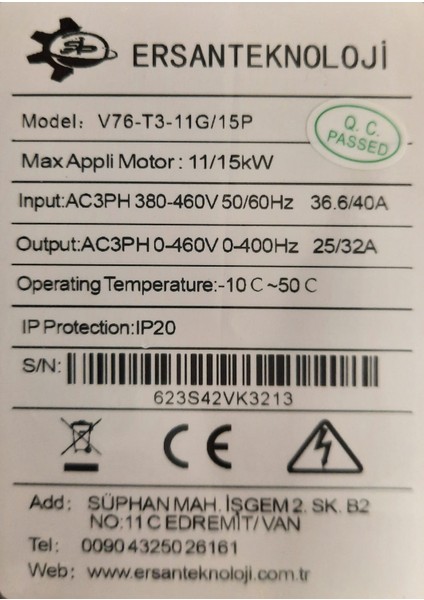 ERSANTEKNOLOJİ
Model: V76-T3-11G/15P
Q.C.
PASSED
Max Appli Motor: 11/15kW
Input:AC3PH 380-460V 50/60Hz 36.6/40A
Output:AC3PH 0-460V 0-400Hz 25/32A
Operating Temperature:-10 C ~50 C
IP Protection:IP20
S/N:
623S42VK3213
CE
Add: SÜPHAN MAH. İŞGEM 2. SK. B2
NO:11 C EDREMİT/ VAN
Tel: 0090 43250 26161
Web: www.ersanteknoloji.com.tr